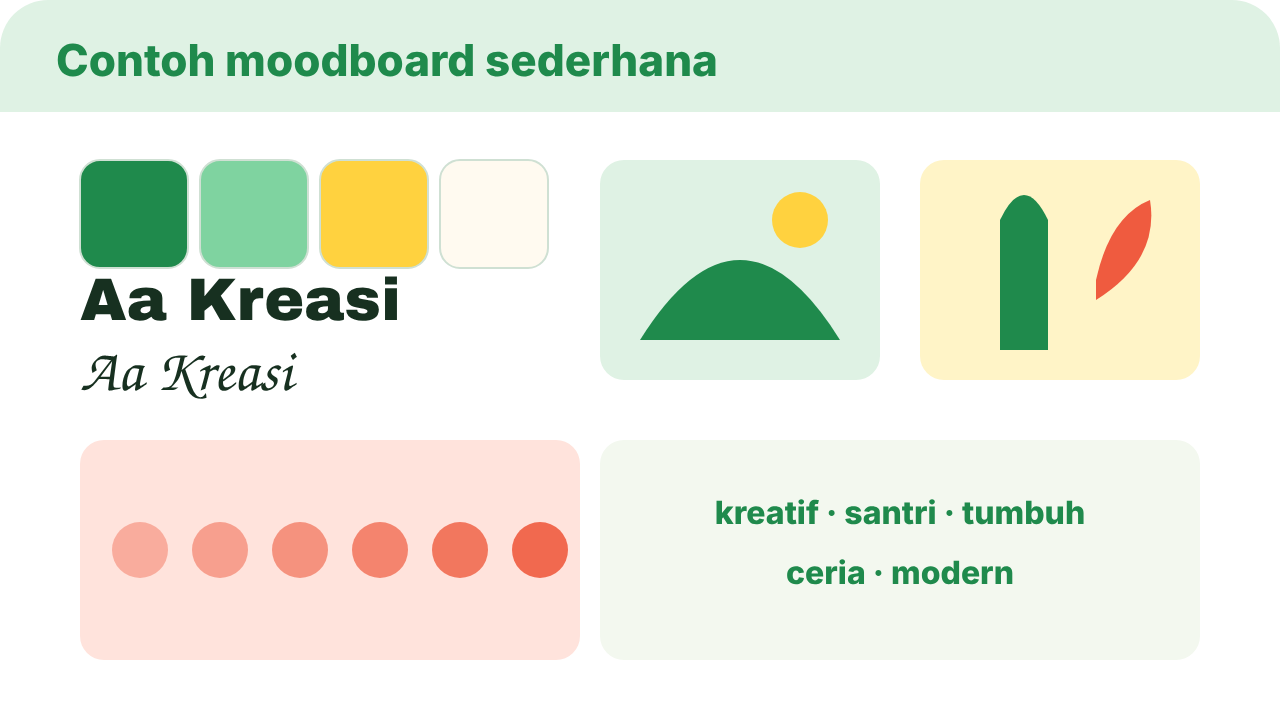 Contoh moodboard sederhana
Aa Kreasi
Aa Kreasi
kreatif · santri · tumbuh
ceria · modern